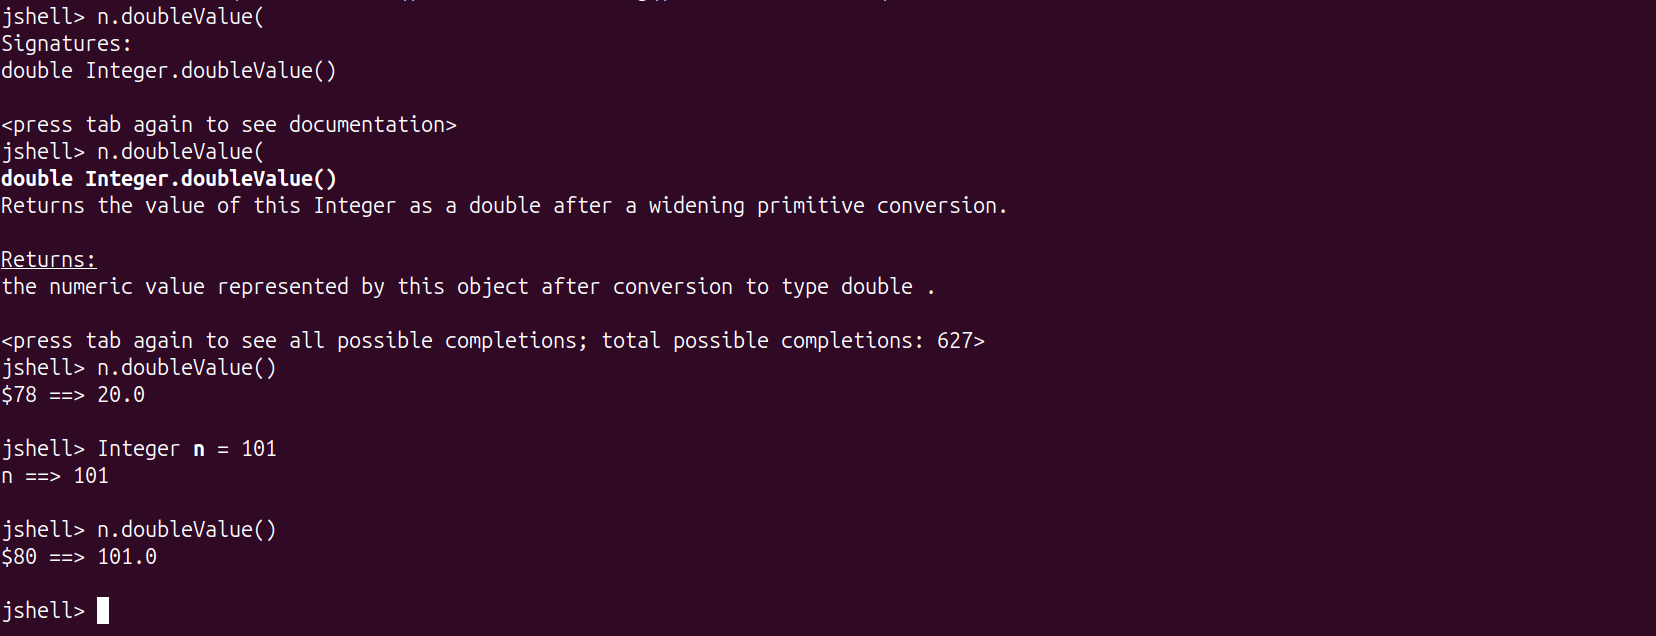 jshell> n.doubleValue(
Signatures:
double Integer.doubleValue()
<press tab again to see documentation>
jshell> n.doubleValue(
double Integer.doubleValue()
Returns the value of this Integer as a double after a widening primitive conversion.
Returns:
the numeric value represented by this object after conversion to type double .
<press tab again to see all possible completions; total possible completions: 627>
jshell> n.doubleValue()
$78 ==> 20.0
jshell> Integer n = 101
n ==> 101
jshell> n.doubleValue()
$80 ==> 101.0
jshell>